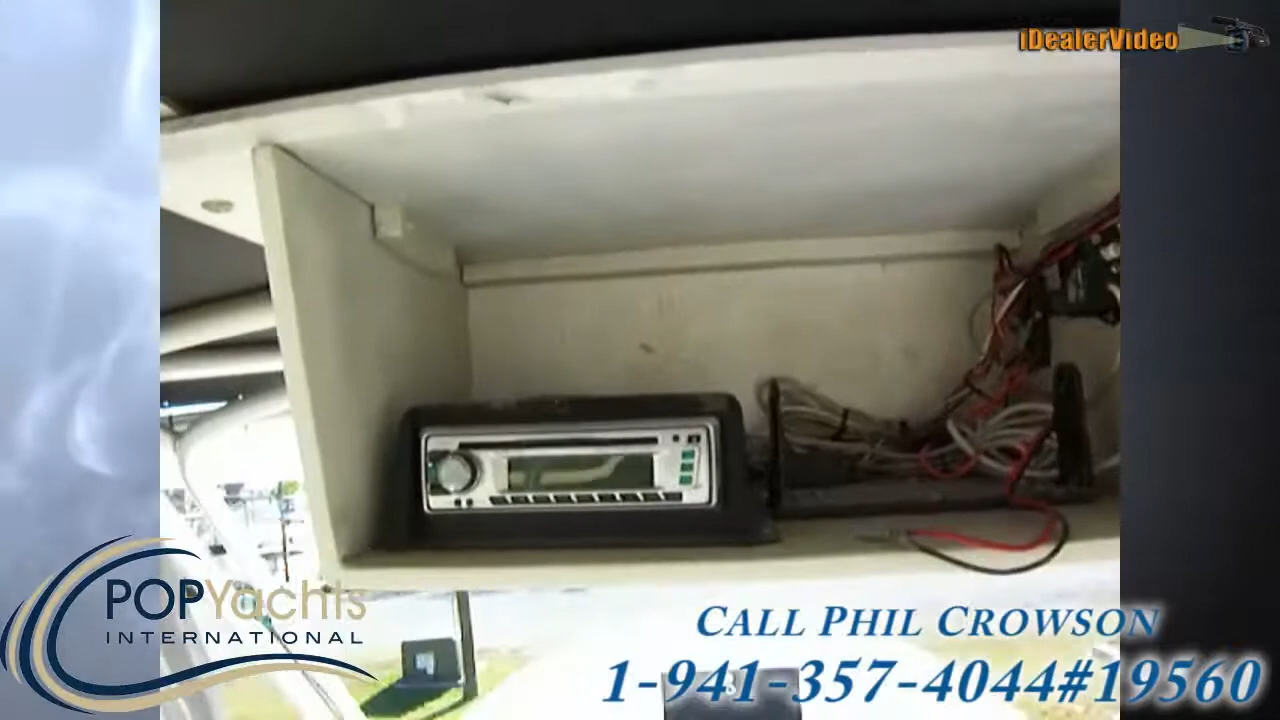 iDealerVideo
POPYachts
INTERNATIONAL
CALL PHIL CROWSON
1-941-357-4044#19560